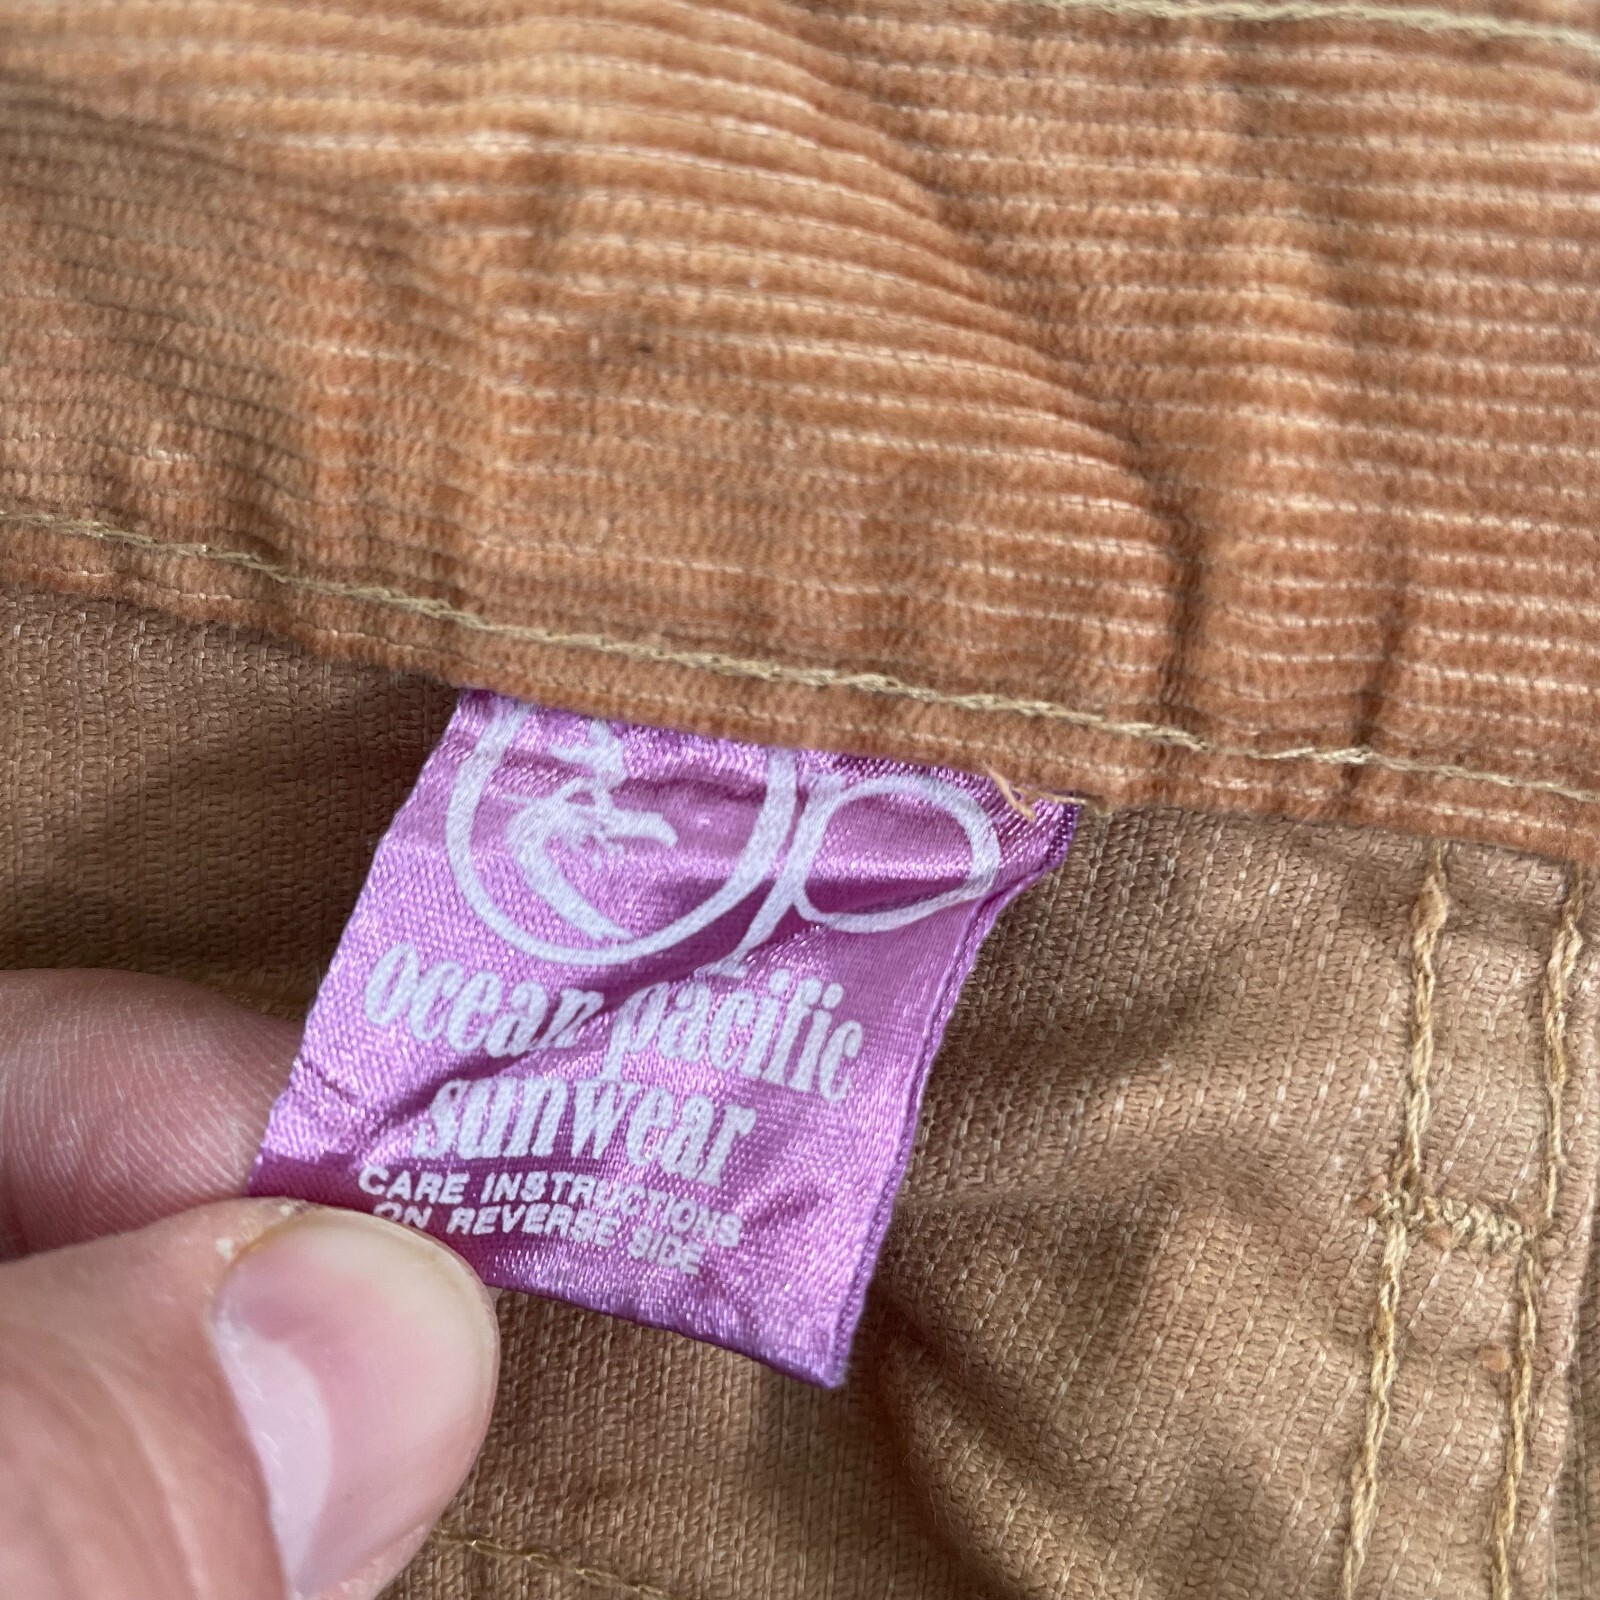 Op
ocean pacific
sunwear
CARE INSTRUCTIONS
ON REVERSE SIDE